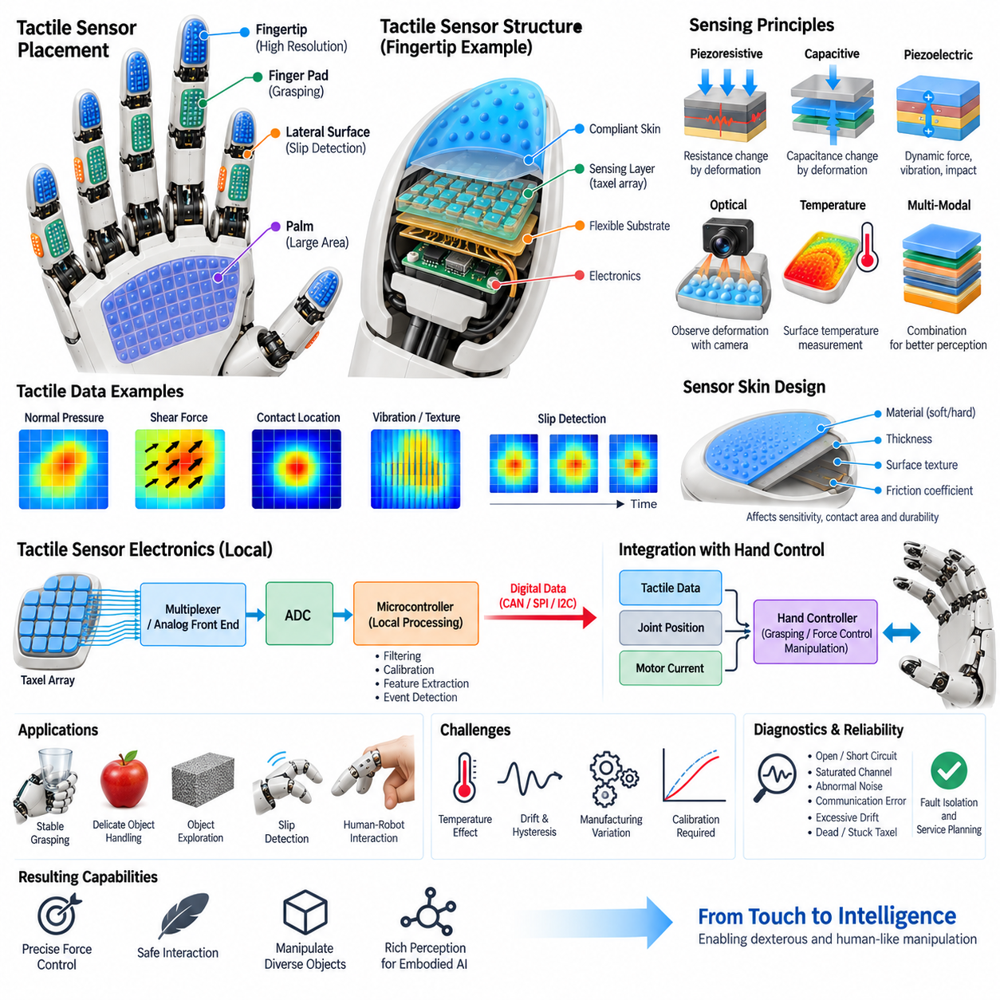 Tactile Sensor
Placement
Fingertip
(High Resolution)
Finger Pad
(Grasping)
Lateral Surface
(Slip Detection)
Palm
(Large Area)
Tactile Sensor Structure
(Fingertip Example)
Compliant Skin
Sensing Layer
(taxel array)
Flexible Substrate
Electronics
Sensing Principles
Piezoresistive
Resistance change
by deformation
Capacitive
Capacitance change
by deformation
Piezoelectric
Dynamic force,
vibration, impact
Optical
Observe deformation
with camera
Temperature
Surface temperature
measurement
Multi-Modal
Combination
for better perception
Tactile Data Examples
Normal Pressure
Shear Force
Contact Location
Vibration / Texture
Slip Detection
Time
Sensor Skin Design
Material (soft/hard)
Thickness
Surface texture
Friction coefficient
Affects sensitivity, contact area and durability
Tactile Sensor Electronics (Local)
Taxel Array
Multiplexer
/ Analog Front End
ADC
Microcontroller
(Local Processing)
• Filtering
• Calibration
• Feature Extraction
• Event Detection
Digital Data
(CAN / SPI / I2C)
Integration with Hand Control
Tactile Data
Joint Position
Motor Current
Hand Controller
(Grasping / Force Control
Manipulation)
Applications
Stable
Grasping
Delicate Object
Handling
Object
Exploration
Slip
Detection
Human-Robot
Interaction
Challenges
Temperature
Effect
Drift &
Hysteresis
Manufacturing
Variation
Calibration
Required
Diagnostics & Reliability
• Open / Short Circuit
• Saturated Channel
• Abnormal Noise
• Communication Error
• Excessive Drift
• Dead / Stuck Taxel
Fault Isolation
and
Service Planning
Resulting Capabilities
Precise Force
Control
Safe Interaction
Manipulate
Diverse Objects
Rich Perception
for Embodied AI
From Touch to Intelligence
Enabling dexterous and human-like manipulation